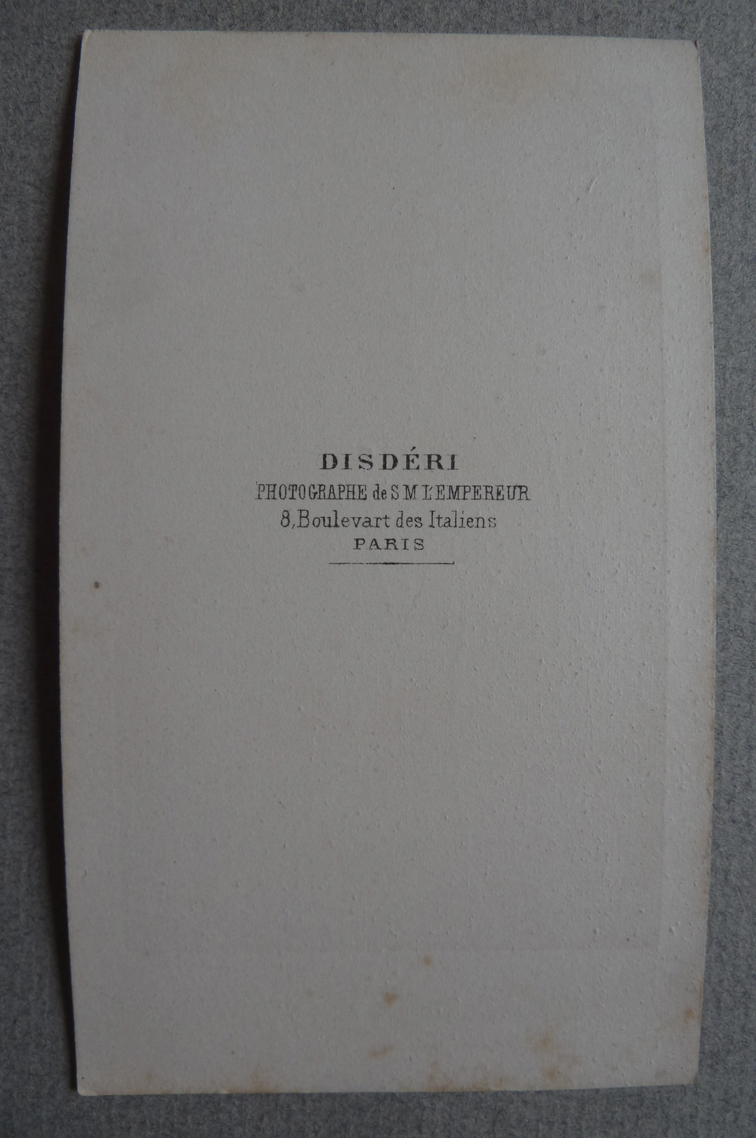 DISDÉRI
PHOTOGRAPHE de S M L'EMPEREUR
8, Boulevart des Italiens
PARIS